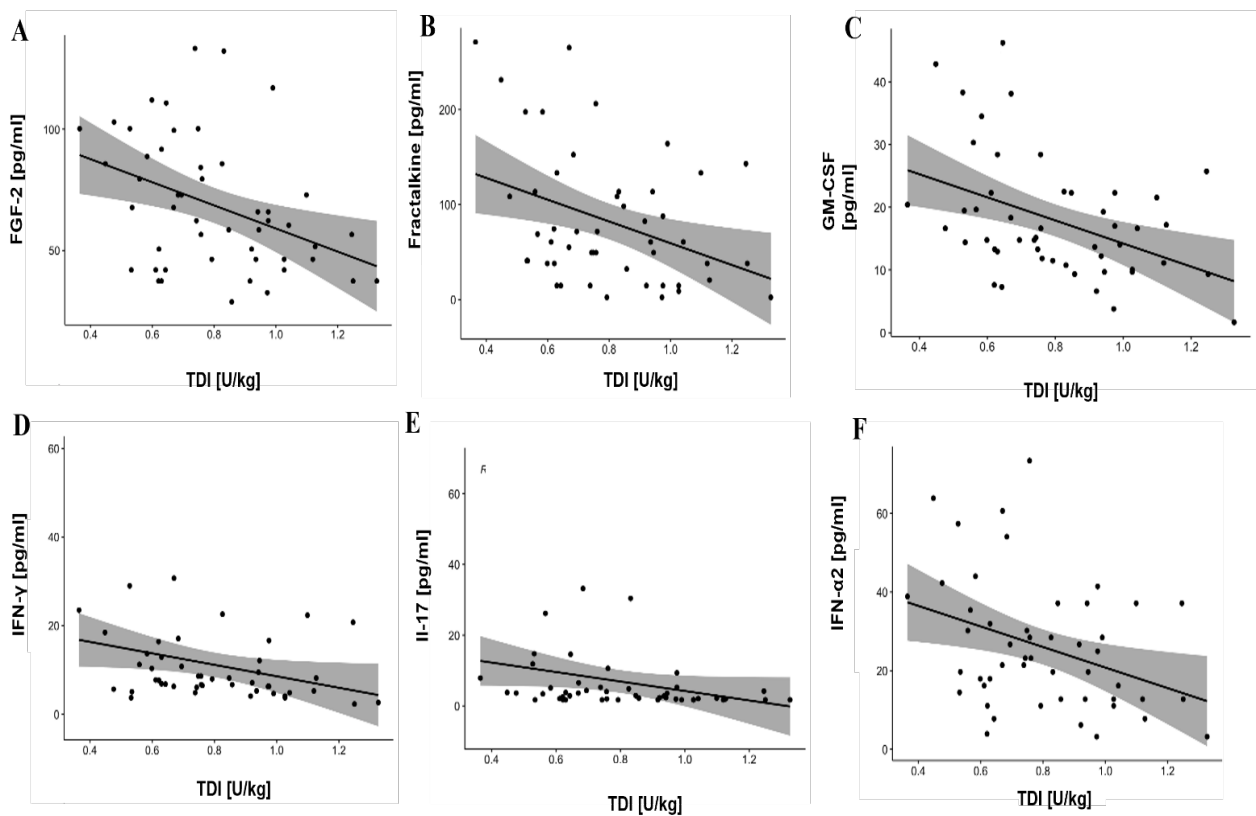 A
FGF-2 [pg/ml]
100
50
0.4 0.6 0.8 1.0 1.2
TDI [U/kg]
B
Fractalkine [pg/ml]
200
100
0
0.4 0.6 0.8 1.0 1.2
TDI [U/kg]
C
GM-CSF
[pg/ml]
40
30
20
10
0
0.4 0.6 0.8 1.0 1.2
TDI [U/kg]
D
IFN-γ [pg/ml]
60
40
20
0
0.4 0.6 0.8 1.0 1.2
TDI [U/kg]
E
Il-17 [pg/ml]
60
40
20
0
0.4 0.6 0.8 1.0 1.2
TDI [U/kg]
F
IFN-α2 [pg/ml]
60
40
20
0
0.4 0.6 0.8 1.0 1.2
TDI [U/kg]